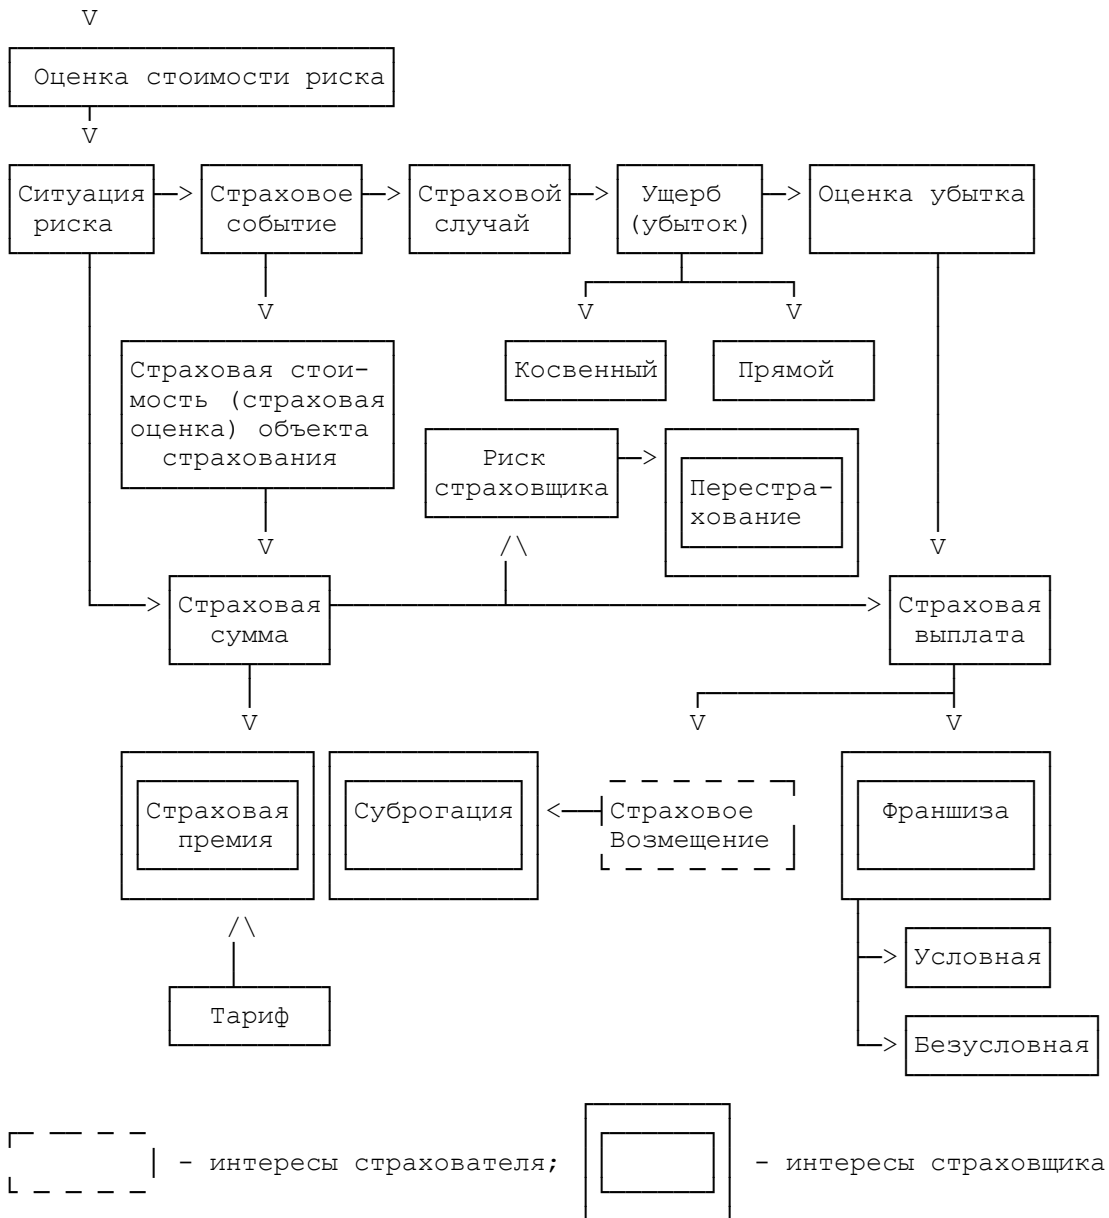 Оценка стоимости риска
Ситуация риска
Страховое событие
Страховой случай
Ущерб (убыток)
Оценка убытка
Косвенный
Прямой
Страховая стои-
мость (страховая
оценка) объекта
страхования
Риск
страховщика
Перестра-
хование
Страховая
сумма
Страховая
выплата
Страховая
премия
Суброгация
Страховое
Возмещение
Франшиза
Условная
Тариф
Безусловная
- интересы страхователя;
- интересы страховщика